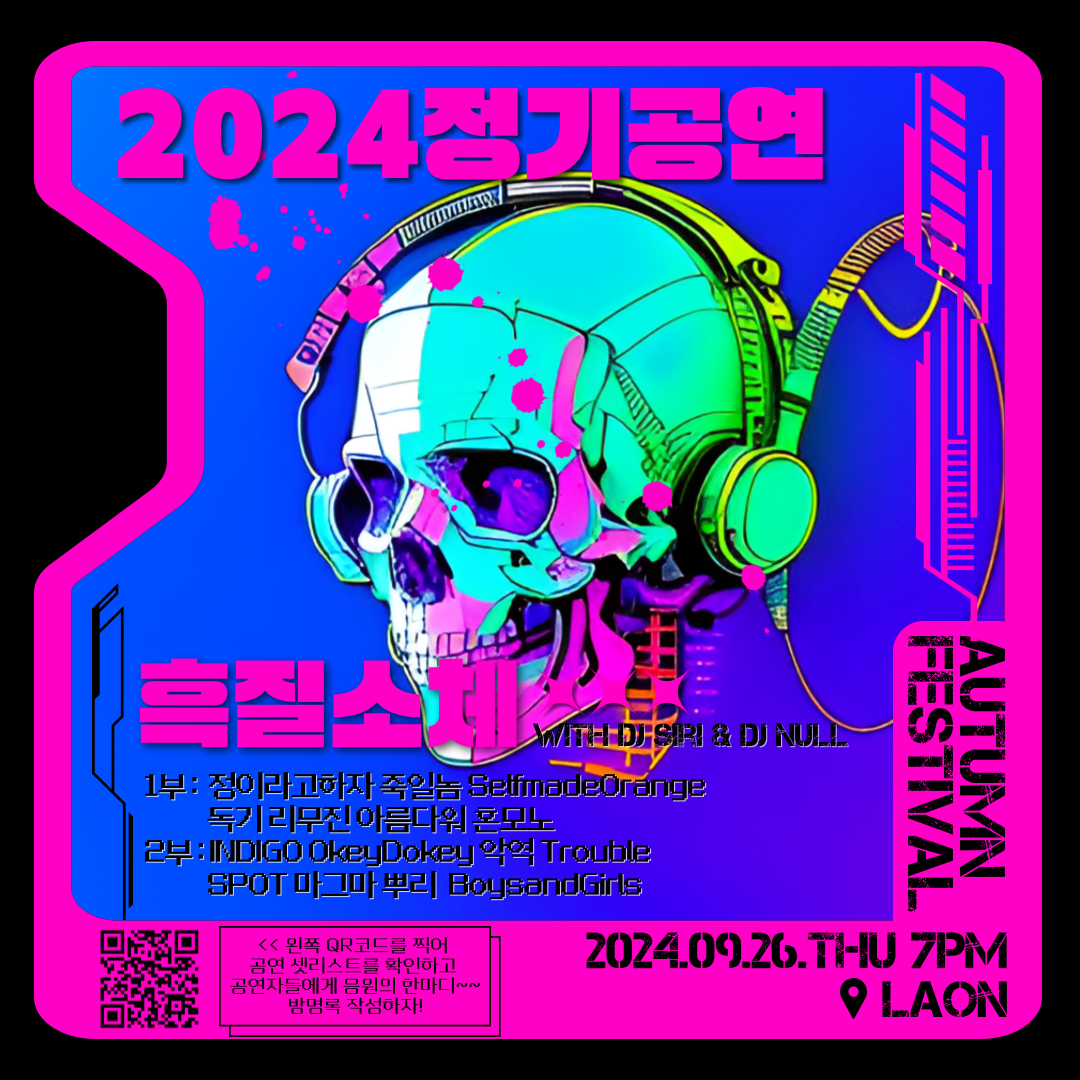 2024정기공연
흑질소체
WITH DJ SIRI & DJ NULL
1부 : 정이라고하자 죽일놈 SelfmadeOrange
독기 리무진 아름다워 혼모노
2부 : INDIGO OkeyDokey 악역 Trouble
SPOT 마그마 뿌리 BoysandGirls
AUTUMN
FESTIVAL
<< 왼쪽 QR코드를 찍어
공연 셋리스트를 확인하고
공연자들에게 응원의 한마디~~
방명록 작성하자!
2024.09.26.THU 7PM
LAON